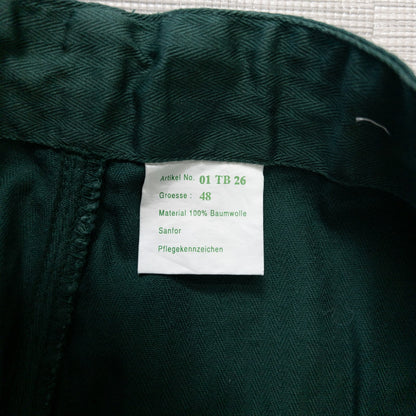 Artikel No. 01 TB 26
Groesse : 48
Material 100% Baumwolle
Sanfor
Pflegekennzeichen